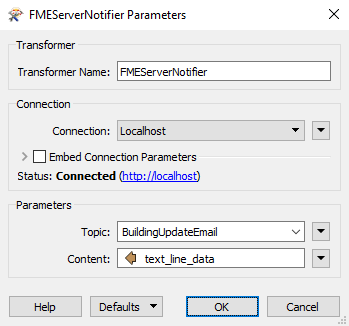 FMEServerNotifier Parameters
Transformer
Transformer Name: FMEServerNotifier
Connection
Connection: Localhost
Embed Connection Parameters
Status: Connected (http://localhost)
Parameters
Topic: BuildingUpdateEmail
Content: text_line_data
Help Defaults OK Cancel